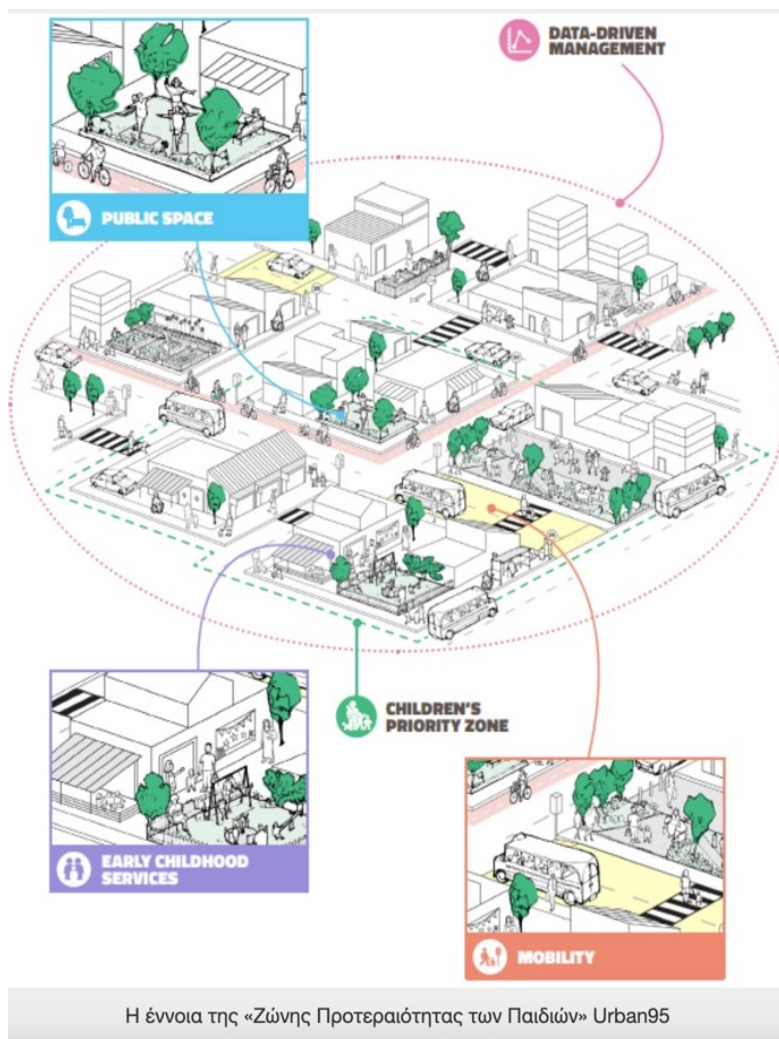 DATA-DRIVEN
MANAGEMENT
PUBLIC SPACE
CHILDREN'S
PRIORITY ZONE
EARLY CHILDHOOD
SERVICES
MOBILITY
Η έννοια της «Ζώνης Προτεραιότητας των Παιδιών» Urban95